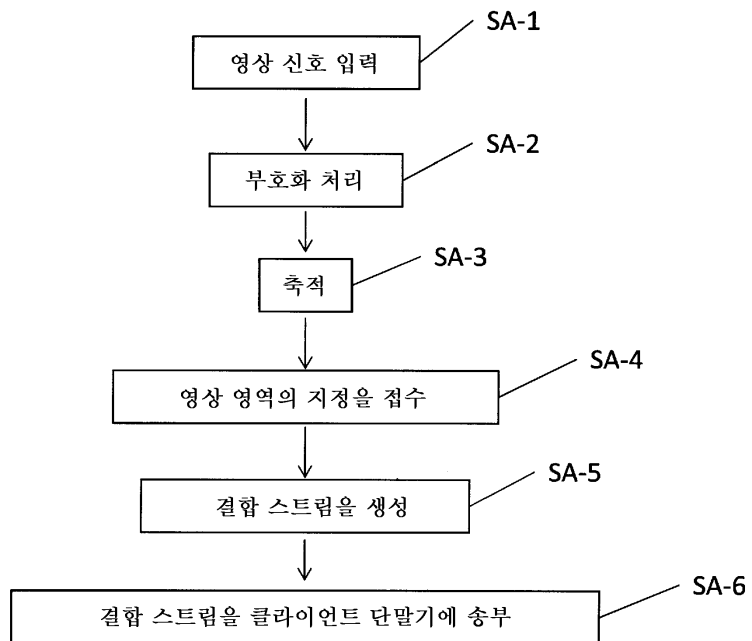 SA-1
영상 신호 입력
SA-2
부호화 처리
SA-3
축적
SA-4
영상 영역의 지정을 접수
SA-5
결합 스트림을 생성
SA-6
결합 스트림을 클라이언트 단말기에 송부